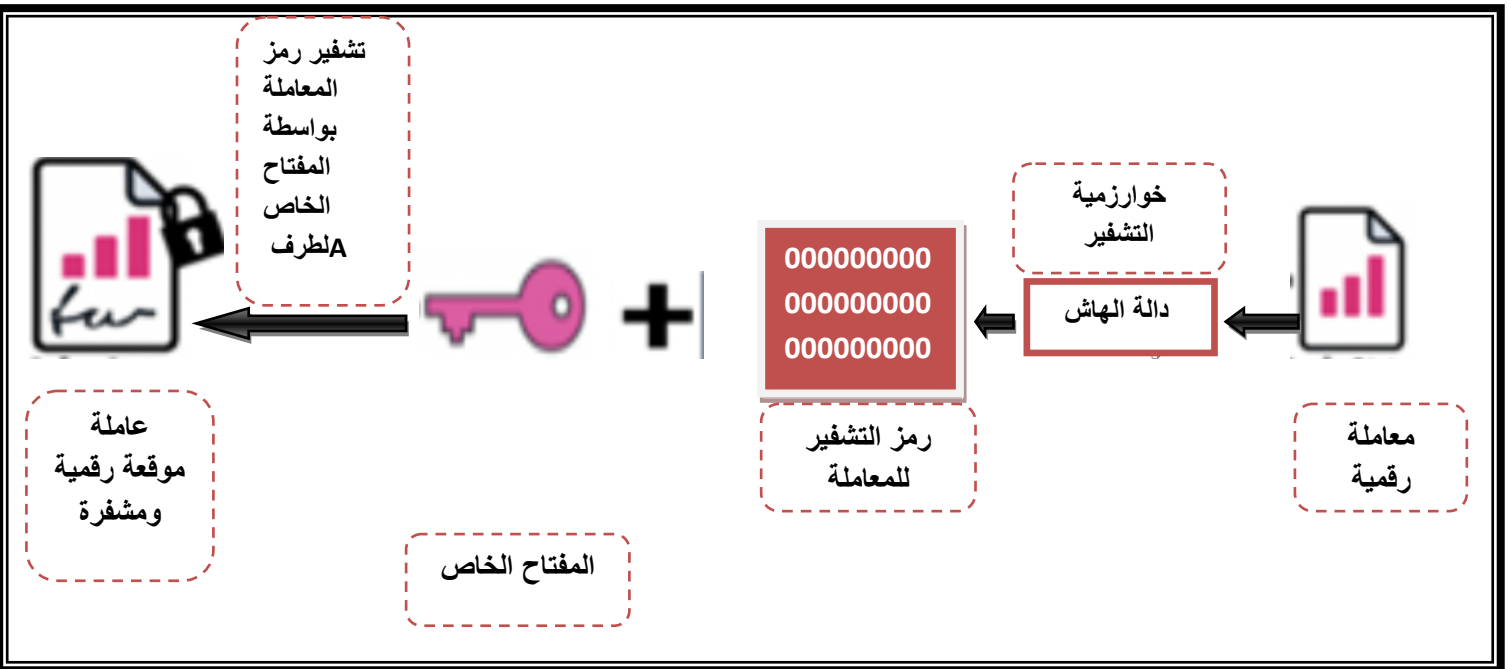 معاملة
رقمية
خوارزمية
التشفير
دالة الهاش
000000000
000000000
000000000
رمز التشفير
للمعاملة
المفتاح الخاص
تشفير رمز
المعاملة
بواسطة
المفتاح
الخاص
Aلطرف
عاملة
موقعة رقمية
ومشفرة